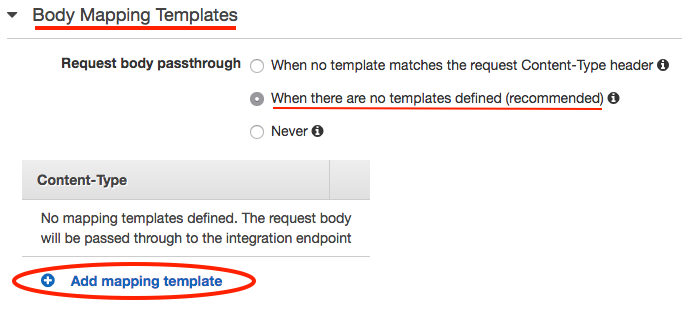 Body Mapping Templates
Request body passthrough
When no template matches the request Content-Type header
When there are no templates defined (recommended)
Never
Content-Type
No mapping templates defined. The request body
will be passed through to the integration endpoint
Add mapping template